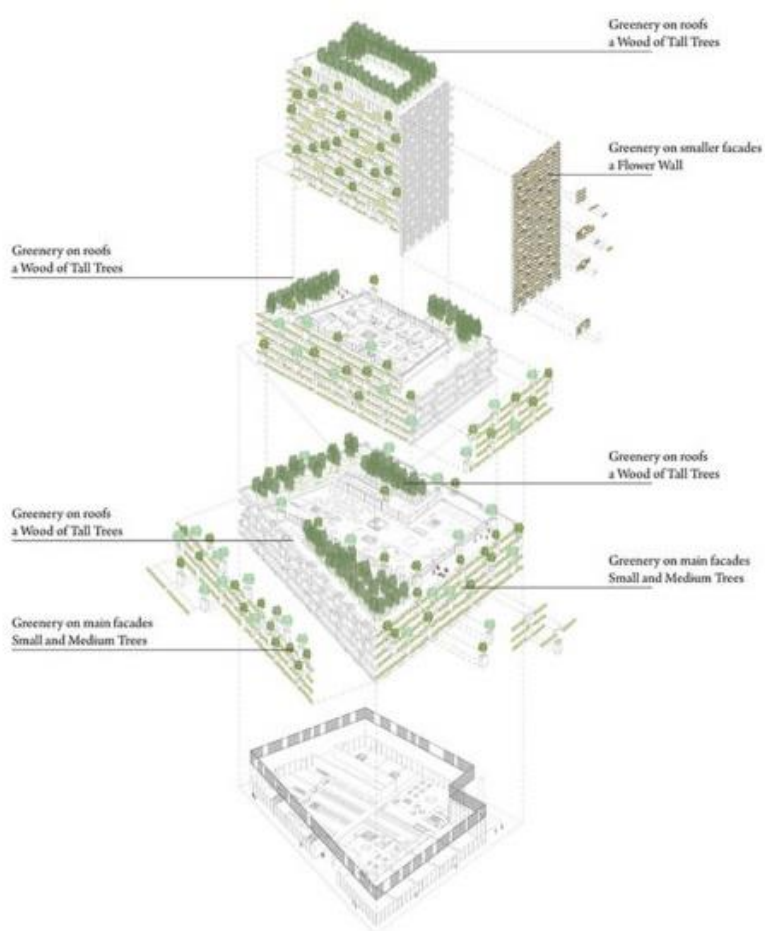 Greenery on roofs
a Wood of Tall Trees
Greenery on smaller facades
a Flower Wall
Greenery on roofs
a Wood of Tall Trees
Greenery on roofs
a Wood of Tall Trees
Greenery on roofs
a Wood of Tall Trees
Greenery on main facades
Small and Medium Trees
Greenery on main facades
Small and Medium Trees